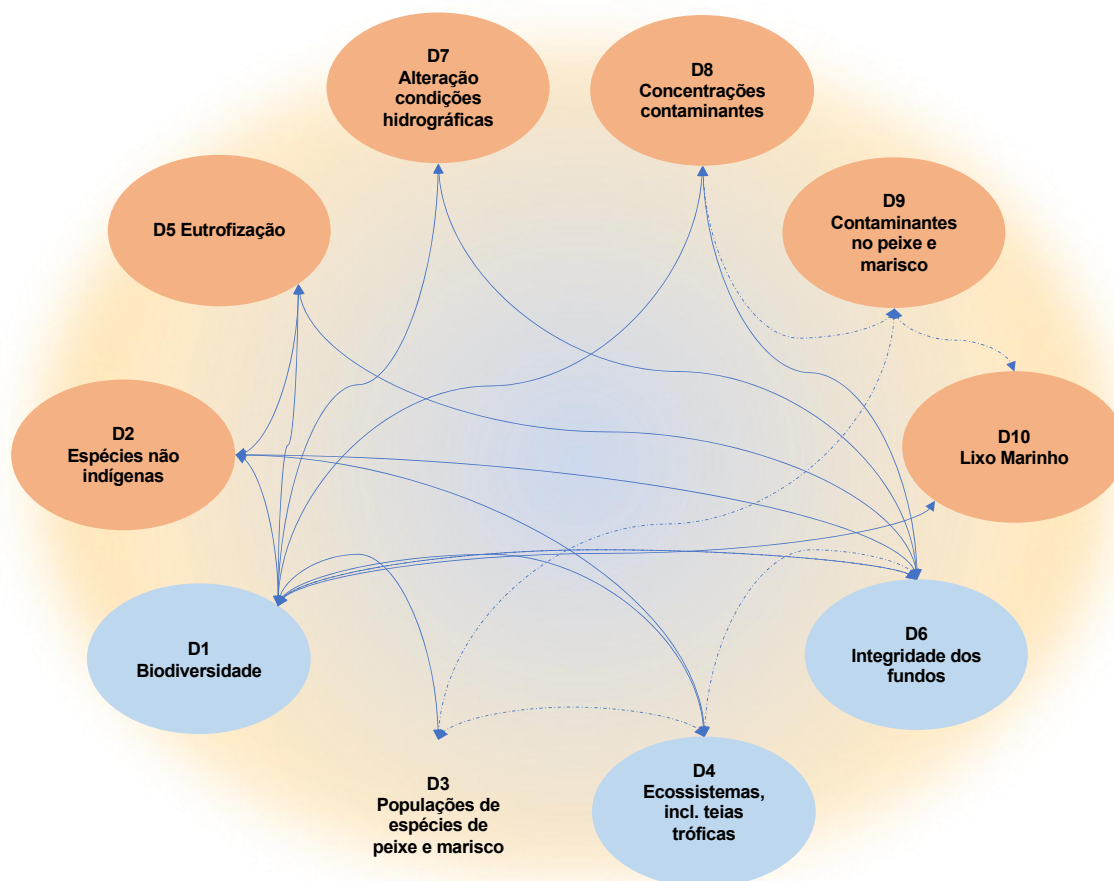 D7
Alteração
condições
hidrográficas
D8
Concentrações
contaminantes
D5 Eutrofização
D9
Contaminantes
no peixe e
marisco
D2
Espécies não
indígenas
D10
Lixo Marinho
D1
Biodiversidade
D6
Integridade dos
fundos
D3
Populações de
espécies de
peixe e marisco
D4
Ecossistemas,
incl. teias
tróficas